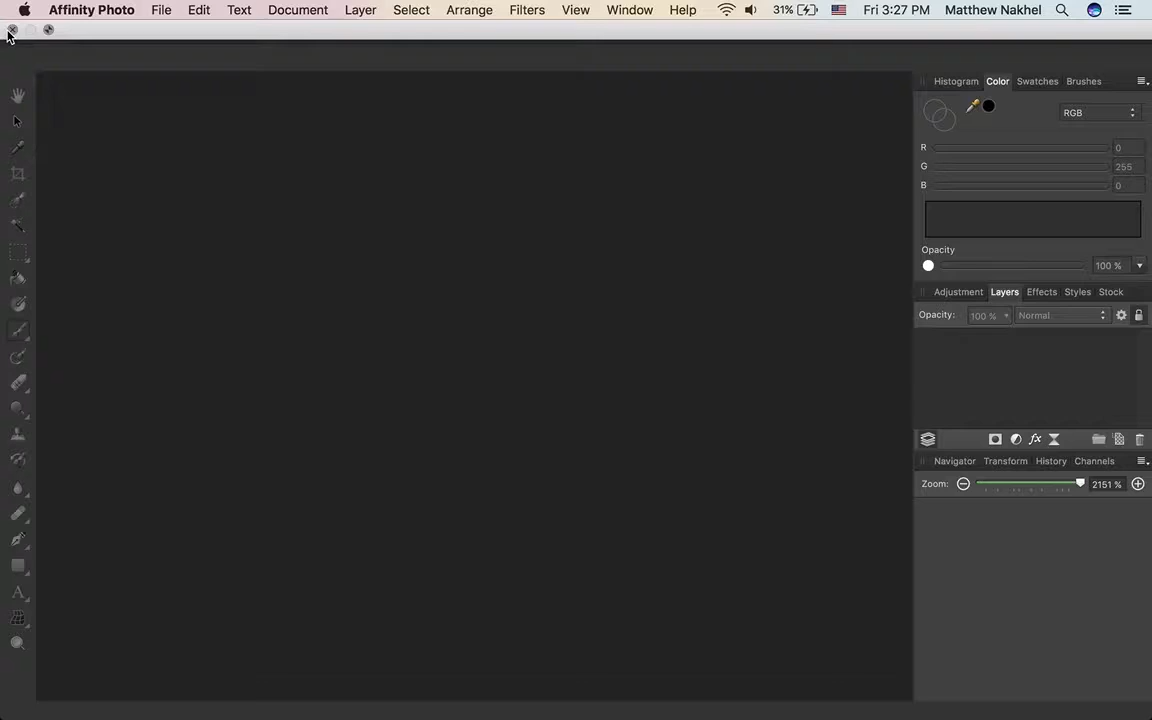 Affinity Photo File Edit Text Document Layer Select Arrange Filters View Window Help 31% Fri 3:27 PM Matthew Nakhel
Histogram Color Swatches Brushes
RGB
R 0
G 255
B 0
Opacity
100 %
Adjustment Layers Effects Styles Stock
Opacity: 100 % Normal
fx
Navigator Transform History Channels
Zoom: 2151 %
A